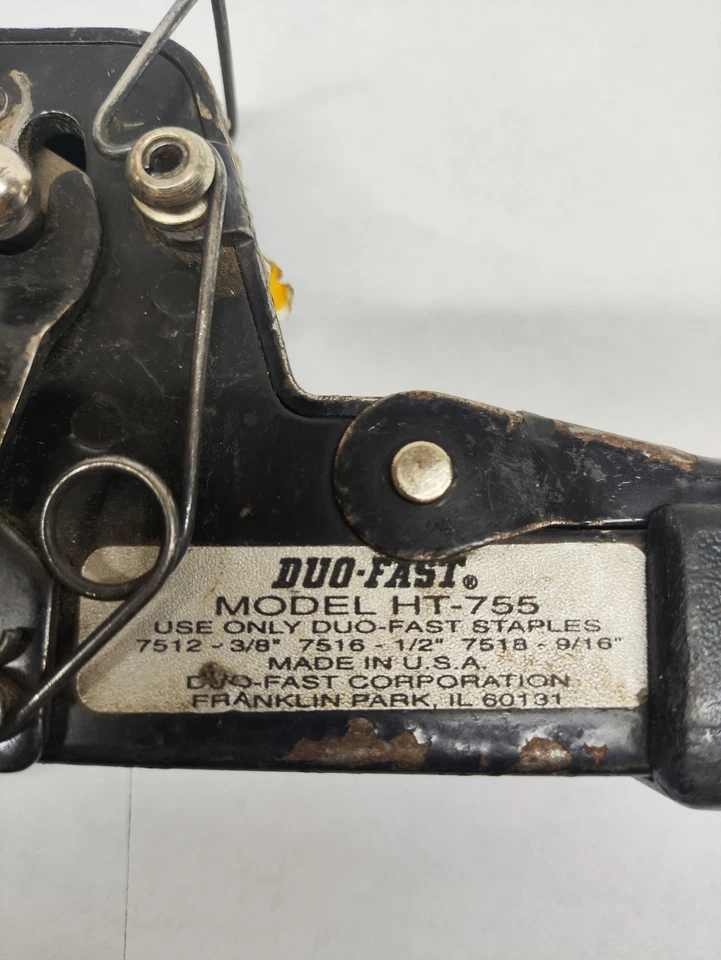 DUO-FAST®
MODEL HT-755
USE ONLY DUO-FAST STAPLES
7512 - 3/8" 7516 - 1/2" 7518 - 9/16"
MADE IN U.S.A.
DUO-FAST CORPORATION
FRANKLIN PARK, IL 60131